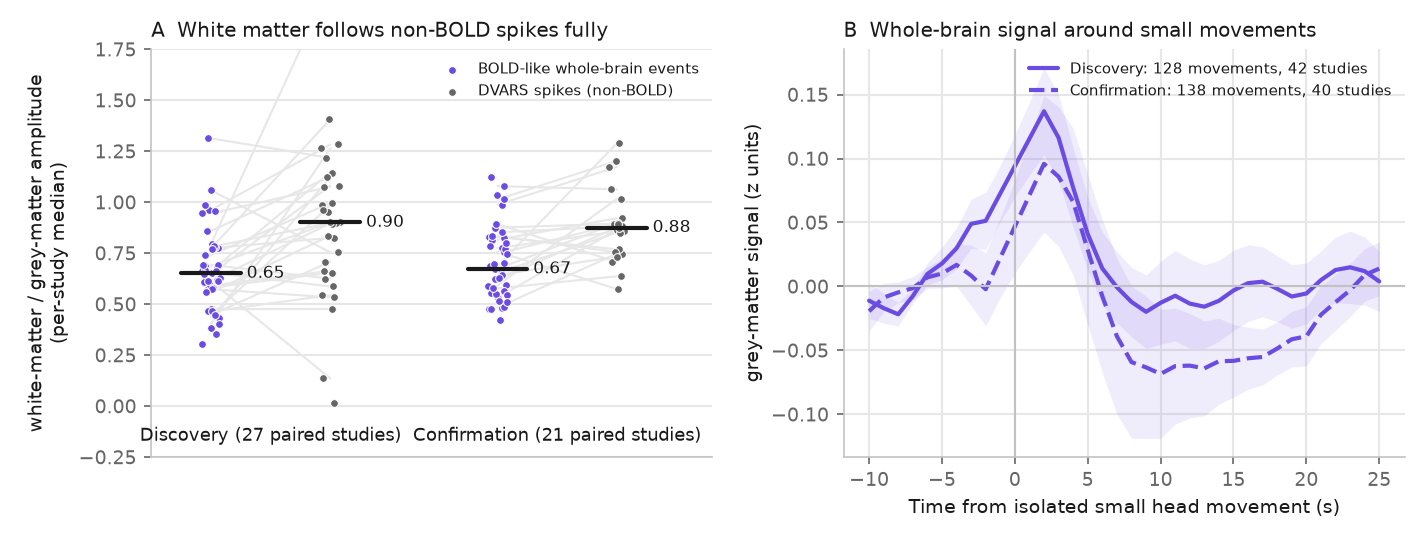 A White matter follows non-BOLD spikes fully
white-matter / grey-matter amplitude
(per-study median)
1.75
1.50
1.25
1.00
0.75
0.50
0.25
0.00
−0.25
BOLD-like whole-brain events
DVARS spikes (non-BOLD)
0.65
0.90
0.67
0.88
Discovery (27 paired studies)
Confirmation (21 paired studies)
B Whole-brain signal around small movements
grey-matter signal (z units)
0.15
0.10
0.05
0.00
−0.05
−0.10
Discovery: 128 movements, 42 studies
Confirmation: 138 movements, 40 studies
−10
−5
0
5
10
15
20
25
Time from isolated small head movement (s)